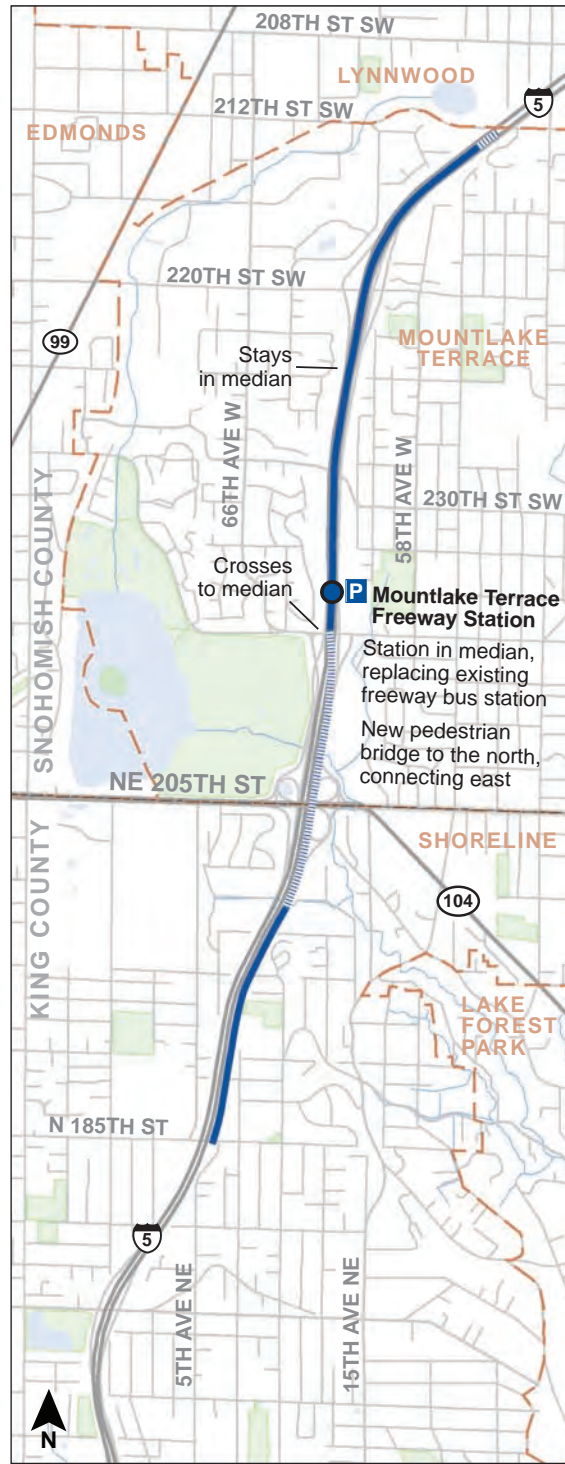 208TH ST SW
LYNNWOOD
5
212TH ST SW
EDMONDS
220TH ST SW
99
MOUNTLAKE
TERRACE
Stays
in median
66TH AVE W
58TH AVE W
230TH ST SW
SNOHOMISH COUNTY
Crosses
to median
P Mountlake Terrace
Freeway Station
Station in median,
replacing existing
freeway bus station
New pedestrian
bridge to the north,
connecting east
NE 205TH ST
KING COUNTY
SHORELINE
104
LAKE
FOREST
PARK
N 185TH ST
5
5TH AVE NE
15TH AVE NE
N